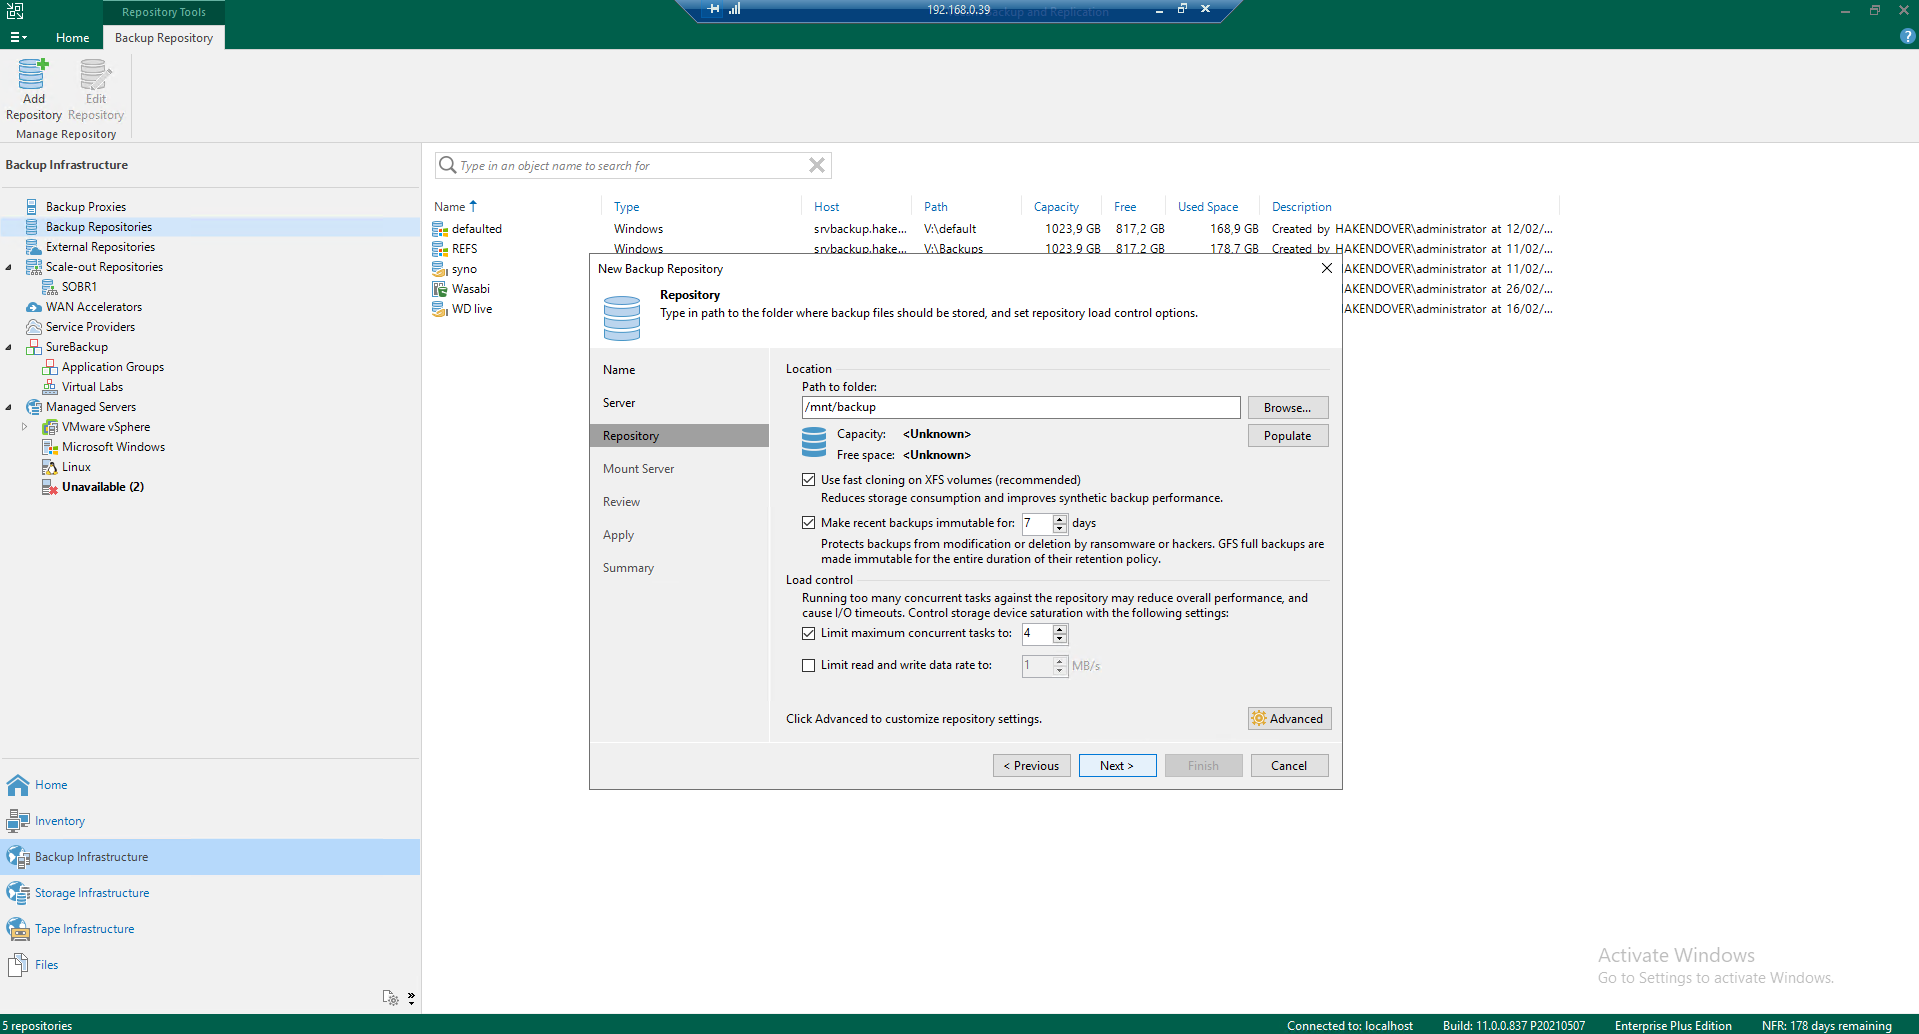 Repository Tools
192.168.0.39
Backup and Replication
Home
Backup Repository
Add
Repository
Edit
Repository
Manage Repository
Backup Infrastructure
Backup Proxies
Backup Repositories
External Repositories
Scale-out Repositories
SOBR1
WAN Accelerators
Service Providers
SureBackup
Application Groups
Virtual Labs
Managed Servers
VMware vSphere
Microsoft Windows
Linux
Unavailable (2)
Home
Inventory
Backup Infrastructure
Storage Infrastructure
Tape Infrastructure
Files
Type in an object name to search for
Name Type Host Path Capacity Free Used Space Description
defaulted Windows srvbackup.hake... V:\default 1023,9 GB 817,2 GB 168,9 GB Created by HAKENDOVER\administrator at 12/02/...
REFS Windows srvbackup.hake... V:\Backups 1023,9 GB 817,2 GB 178,7 GB Created by HAKENDOVER\administrator at 11/02/...
syno AKENDOVER\administrator at 11/02/...
Wasabi AKENDOVER\administrator at 26/02/...
WD live AKENDOVER\administrator at 16/02/...
New Backup Repository
Repository
Type in path to the folder where backup files should be stored, and set repository load control options.
Name
Server
Repository
Mount Server
Review
Apply
Summary
Location
Path to folder:
/mnt/backup
Browse...
Capacity: <Unknown>
Populate
Free space: <Unknown>
Use fast cloning on XFS volumes (recommended)
Reduces storage consumption and improves synthetic backup performance.
Make recent backups immutable for: 7 days
Protects backups from modification or deletion by ransomware or hackers. GFS full backups are
made immutable for the entire duration of their retention policy.
Load control
Running too many concurrent tasks against the repository may reduce overall performance, and
cause I/O timeouts. Control storage device saturation with the following settings:
Limit maximum concurrent tasks to: 4
Limit read and write data rate to: 1 MB/s
Click Advanced to customize repository settings.
Advanced
< Previous
Next >
Finish
Cancel
Activate Windows
Go to Settings to activate Windows.
5 repositories
Connected to: localhost
Build: 11.0.0.837 P20210507
Enterprise Plus Edition
NFR: 178 days remaining